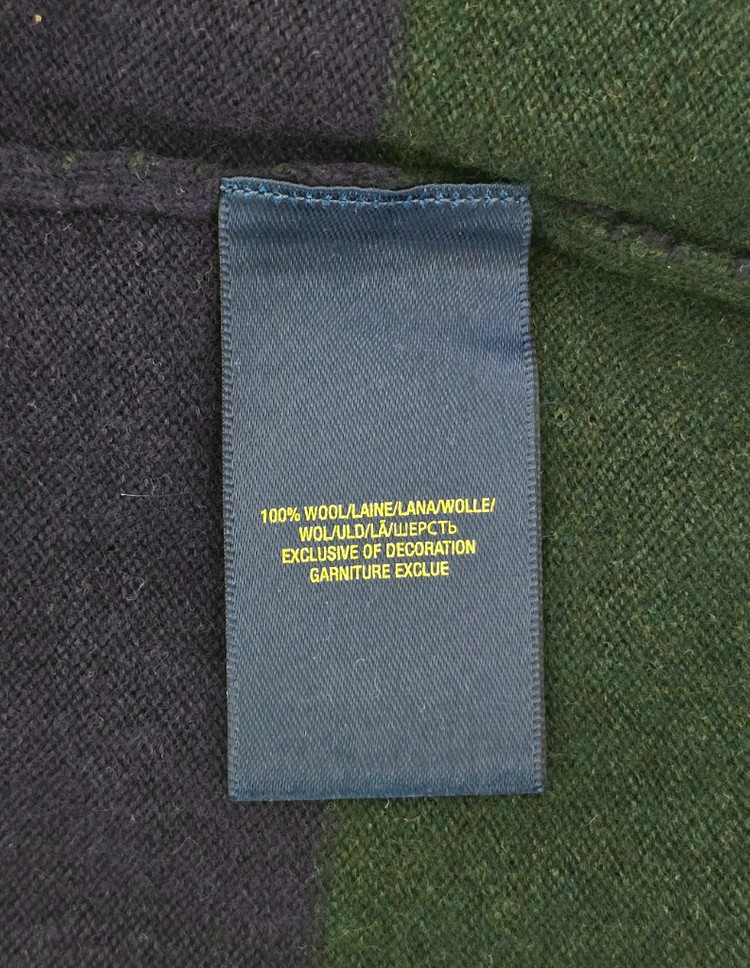 100% WOOL/LAINE/LANA/WOLLE/
WOL/ULD/LÃ/ШЕРСТЬ
EXCLUSIVE OF DECORATION
GARNITURE EXCLUE